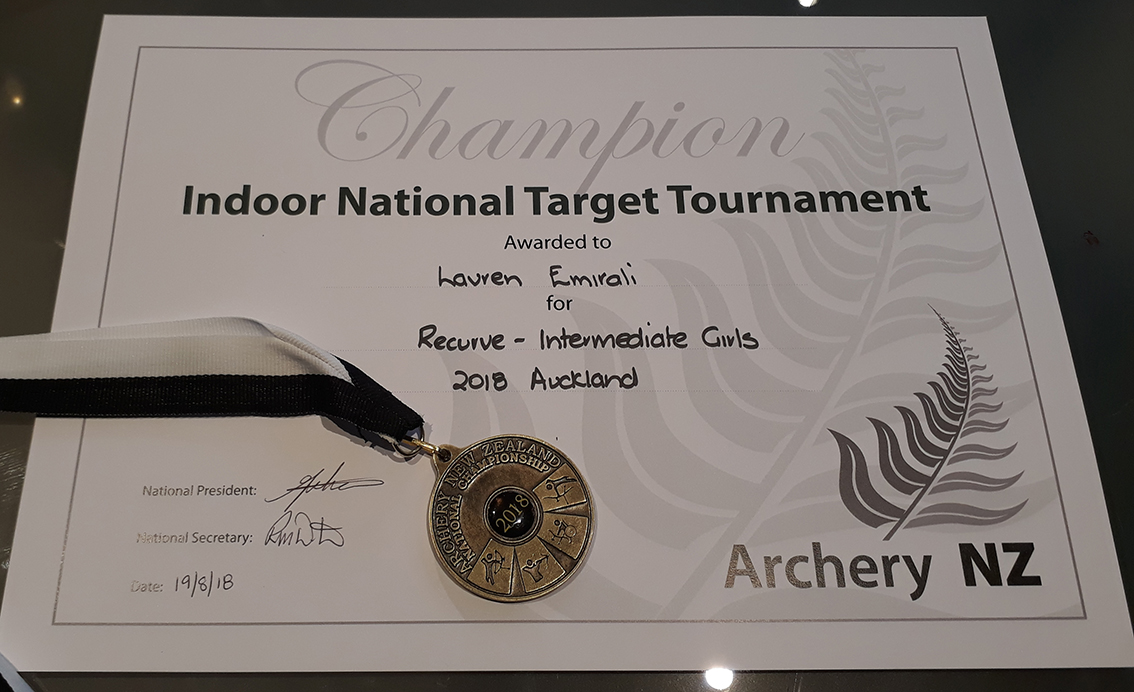 Champion
Indoor National Target Tournament
Awarded to
Lauren Emirali
for
Recurve - Intermediate Girls
2018 Auckland
ARCHERY NEW ZEALAND
NATIONAL CHAMPIONSHIP
2018
National President:
National Secretary:
Date: 19/8/18
Archery NZ